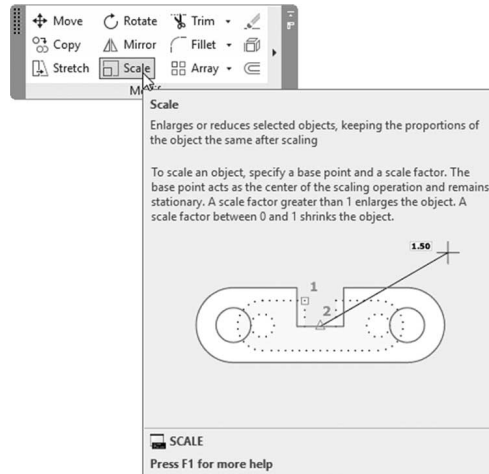 Move Rotate Trim
Copy Mirror Fillet
Stretch Scale Array
Scale
Enlarges or reduces selected objects, keeping the proportions of
the object the same after scaling
To scale an object, specify a base point and a scale factor. The
base point acts as the center of the scaling operation and remains
stationary. A scale factor greater than 1 enlarges the object. A
scale factor between 0 and 1 shrinks the object.
1.50
1
2
SCALE
Press F1 for more help